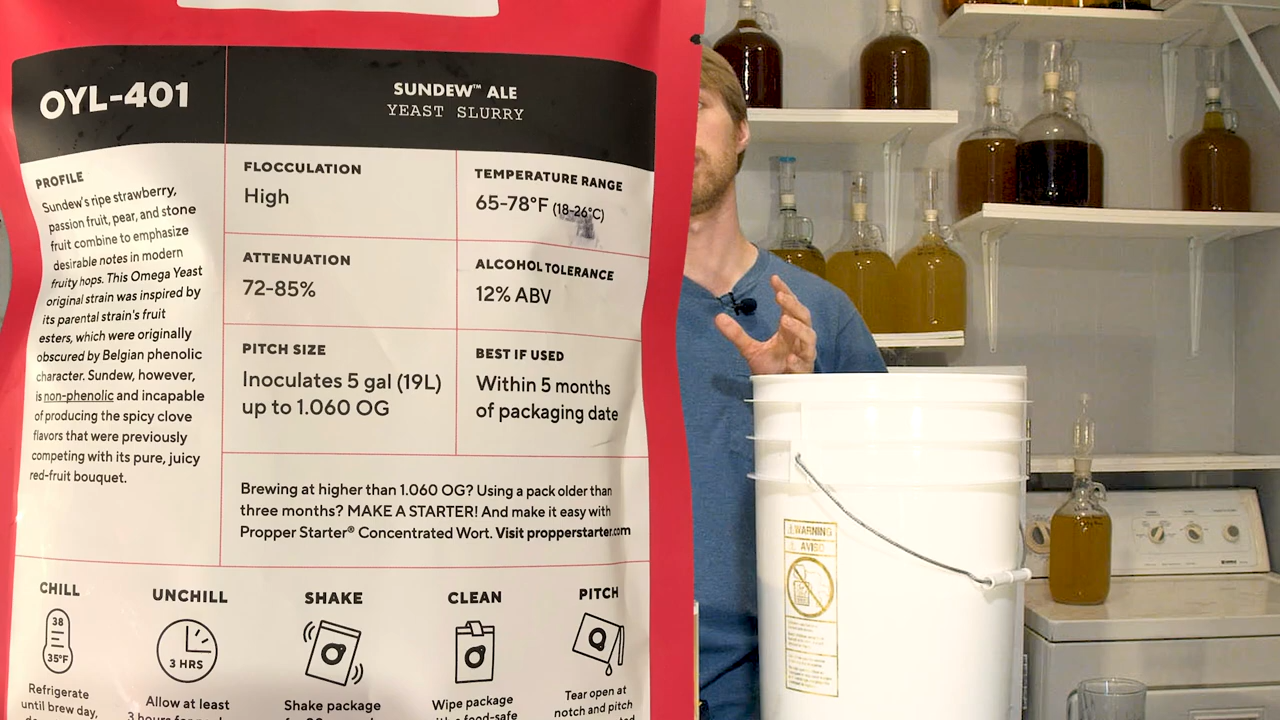 OYL-401
SUNDEW™ ALE
YEAST SLURRY
PROFILE
Sundew's ripe strawberry,
passion fruit, pear, and stone
fruit combine to emphasize
desirable notes in modern
fruity hops. This Omega Yeast
original strain was inspired by
its parental strain's fruit
esters, which were originally
obscured by Belgian phenolic
character. Sundew, however,
is non-phenolic and incapable
of producing the spicy clove
flavors that were previously
competing with its pure, juicy
red-fruit bouquet.
FLOCCULATION
High
TEMPERATURE RANGE
65-78°F (18-26°C)
ATTENUATION
72-85%
ALCOHOL TOLERANCE
12% ABV
PITCH SIZE
Inoculates 5 gal (19L)
up to 1.060 OG
BEST IF USED
Within 5 months
of packaging date
Brewing at higher than 1.060 OG? Using a pack older than
three months? MAKE A STARTER! And make it easy with
Propper Starter® Concentrated Wort. Visit propperstarter.com
CHILL
38
35°F
Refrigerate
until brew day,
UNCHILL
3 HRS
Allow at least
SHAKE
Shake package
CLEAN
Wipe package
PITCH
Tear open at
notch and pitch
WARNING
AVISO